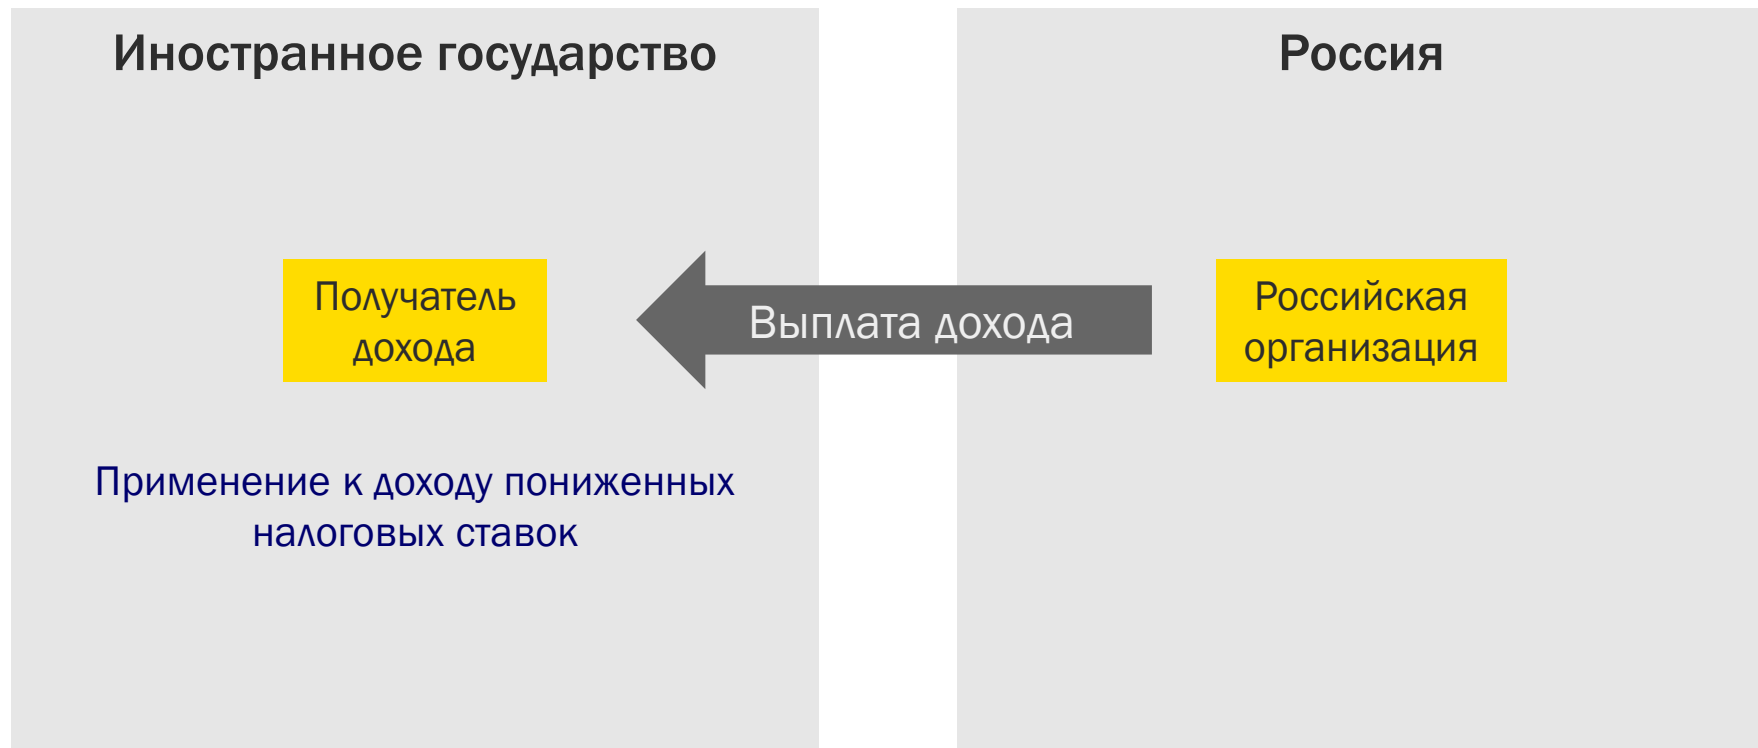 Иностранное государство
Россия
Получатель
дохода
Выплата дохода
Российская
организация
Применение к доходу пониженных
налоговых ставок